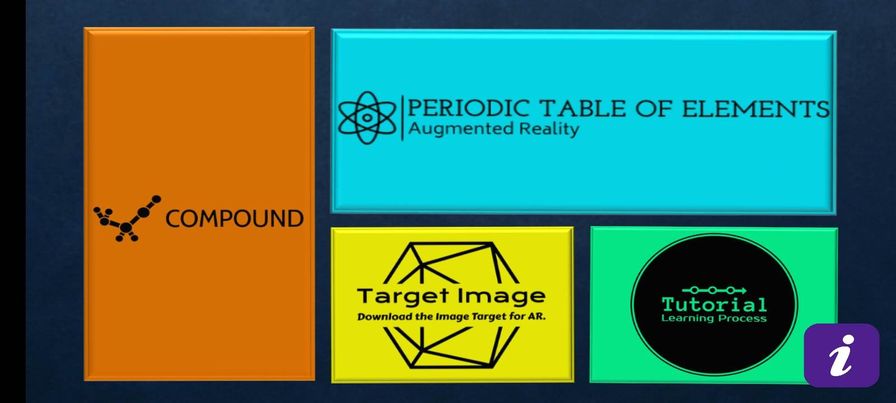 COMPOUND
PERIODIC TABLE OF ELEMENTS
Augmented Reality
Target Image
Download the Image Target for AR.
Tutorial
Learning Process
i